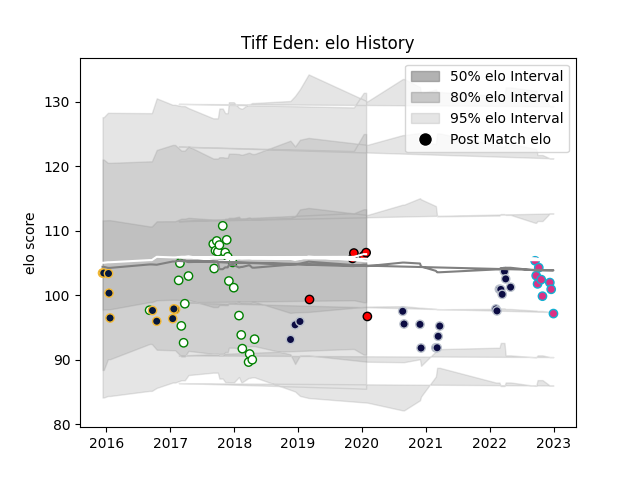 Tiff Eden: elo History
50% elo Interval
80% elo Interval
95% elo Interval
Post Match elo
elo score
130
120
110
100
90
80
2016 2017 2018 2019 2020 2021 2022 2023